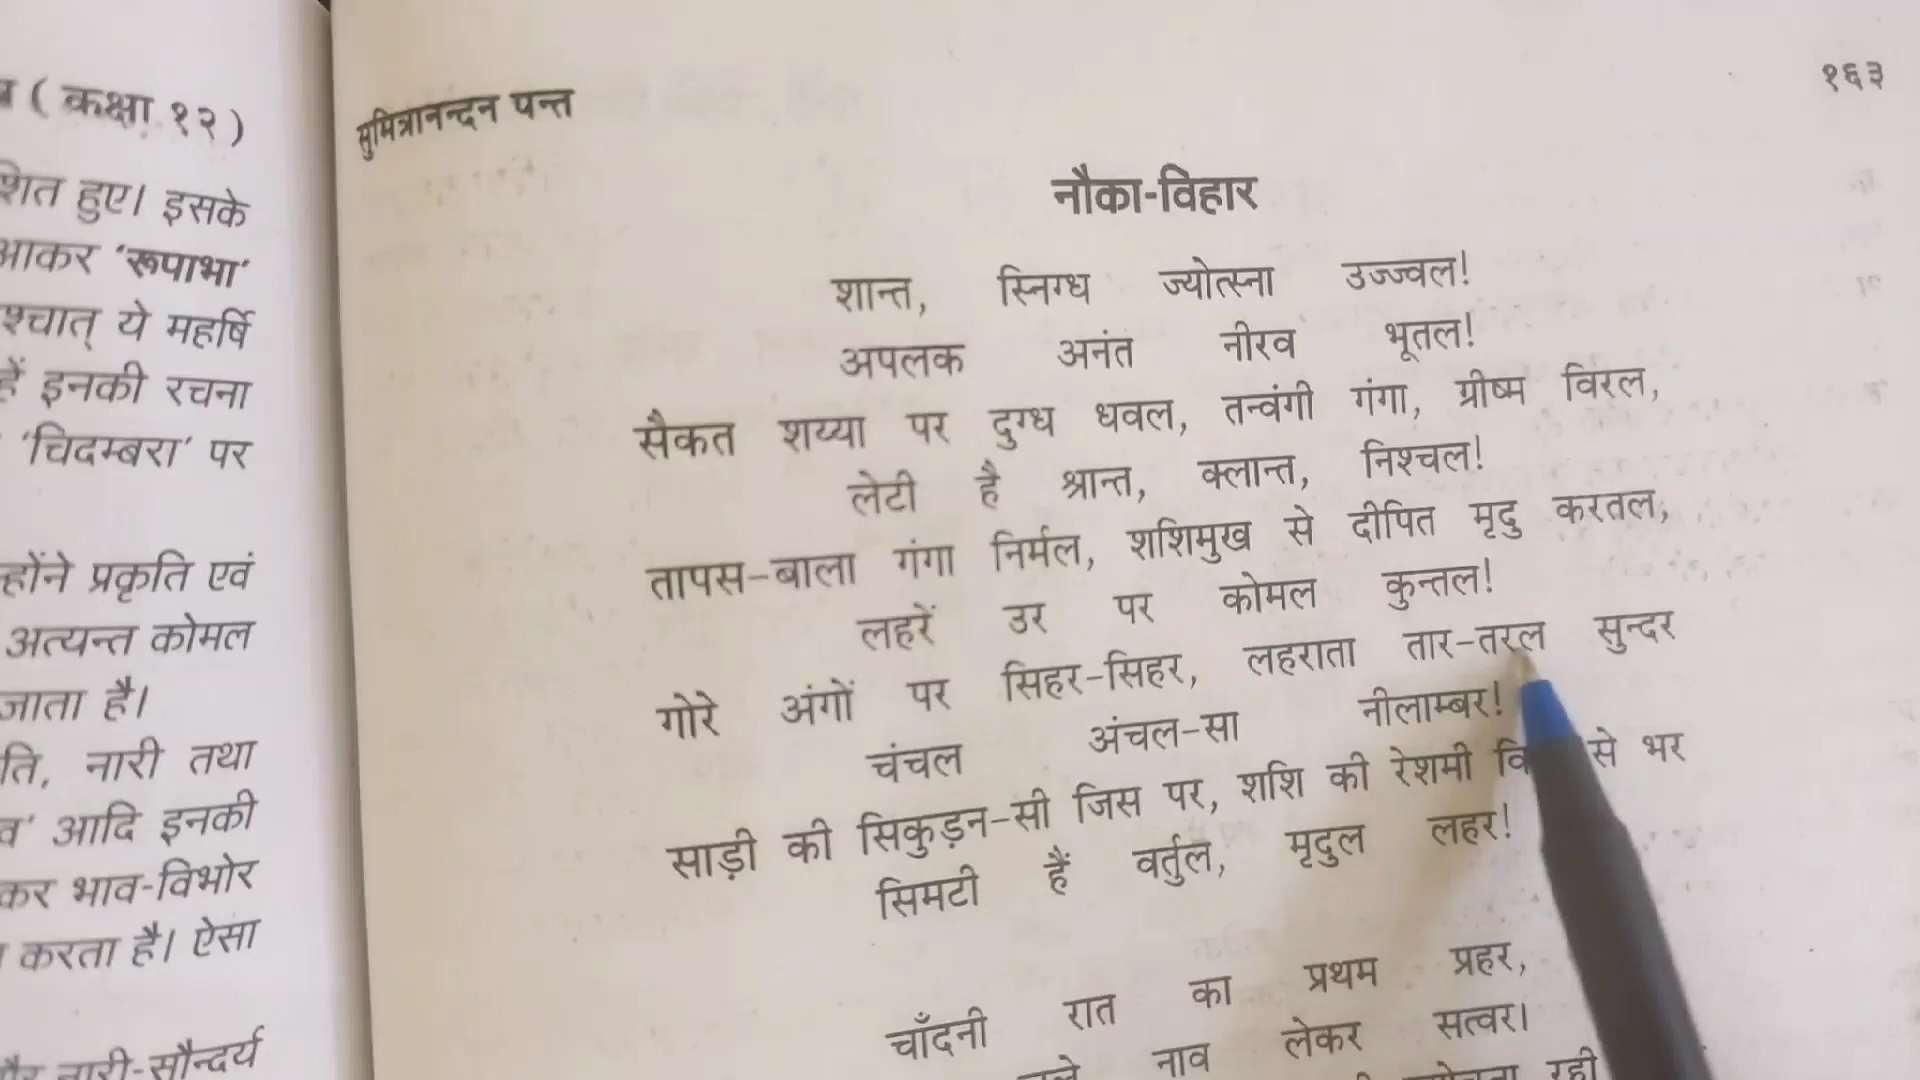 ( कक्षा १२ )
हुए। इसके
आकर 'रूपाभा'
ये महर्षि
हैं इनकी रचना
'चिदम्बरा' पर
प्रकृति एवं
अत्यन्त कोमल
जाता है।
नारी तथा
आदि इनकी
भाव-विभोर
करता है। ऐसा
नारी-सौन्दर्य
सुमित्रानन्दन पन्त
१६३
नौका-विहार
शान्त, स्निग्ध ज्योत्स्ना उज्ज्वल!
अपलक अनंत नीरव भूतल!
सैकत शय्या पर दुग्ध धवल, तन्वंगी गंगा, ग्रीष्म विरल,
लेटी है श्रान्त, क्लान्त, निश्चल!
तापस-बाला गंगा निर्मल, शशिमुख से दीपित मृदु करतल,
लहरें उर पर कोमल कुन्तल!
गोरे अंगों पर सिहर-सिहर, लहराता तार-तरल सुन्दर
चंचल अंचल-सा नीलाम्बर!
साड़ी की सिकुड़न-सी जिस पर, शशि की रेशमी से भर
सिमटी हैं वर्तुल, मृदुल लहर!
चाँदनी रात का प्रथम प्रहर,
नाव लेकर सत्वर।
रही